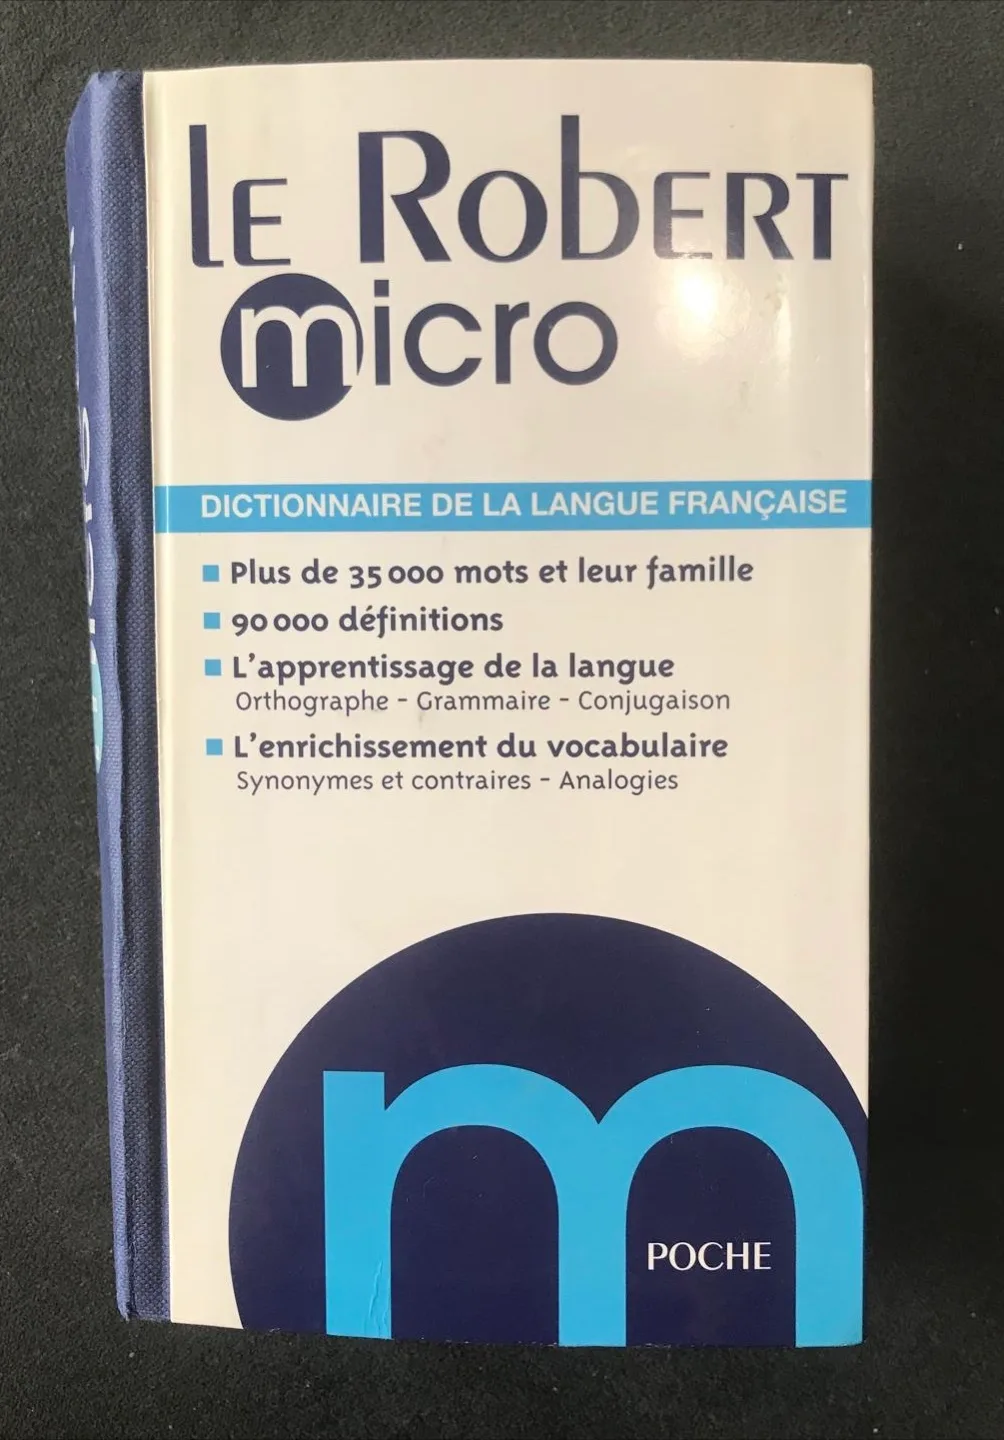 le Robert
micro
DICTIONNAIRE DE LA LANGUE FRANÇAISE
Plus de 35 000 mots et leur famille
90 000 définitions
L'apprentissage de la langue
Orthographe - Grammaire - Conjugaison
L'enrichissement du vocabulaire
Synonymes et contraires - Analogies
m
POCHE